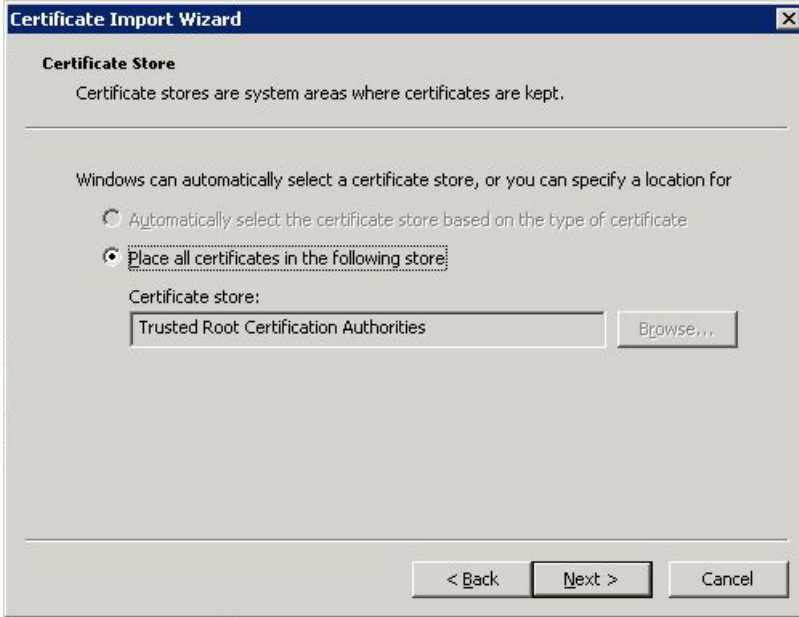 Certificate Import Wizard
Certificate Store
Certificate stores are system areas where certificates are kept.
Windows can automatically select a certificate store, or you can specify a location for
Automatically select the certificate store based on the type of certificate
Place all certificates in the following store
Certificate store:
Trusted Root Certification Authorities
Browse...
< Back
Next >
Cancel